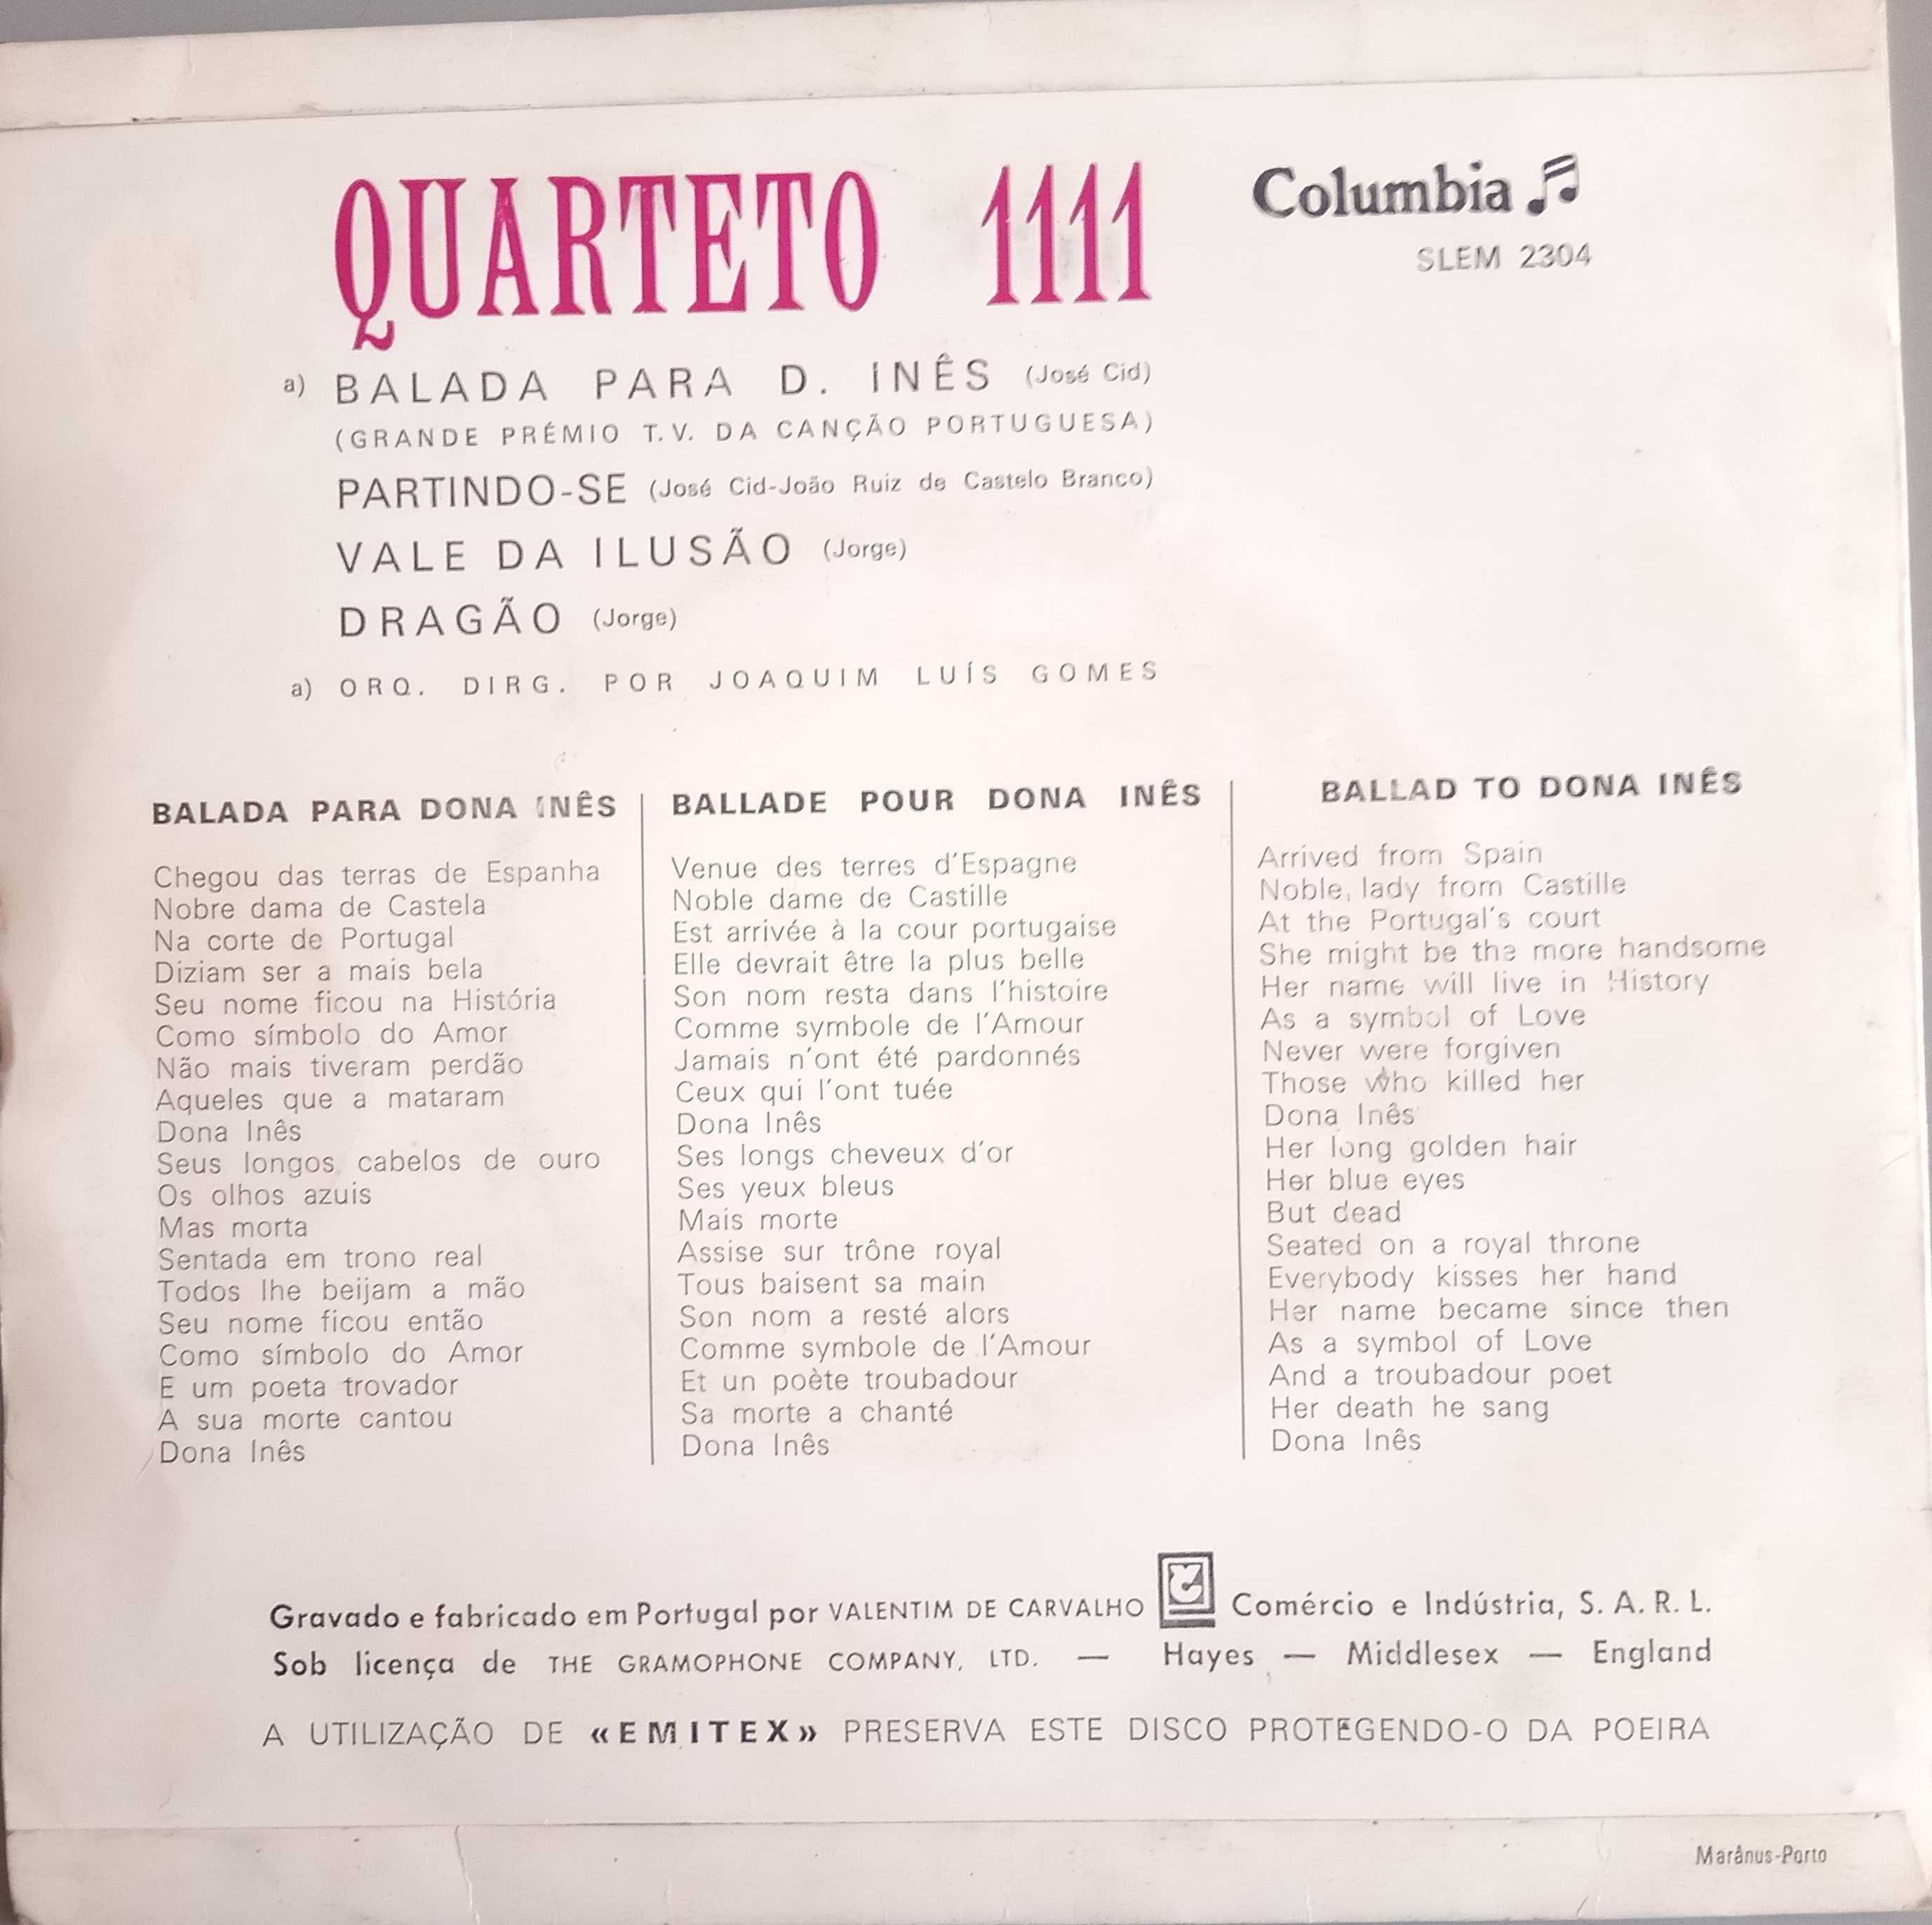 QUARTETO 1111
Columbia
SLEM 2304
a) BALADA PARA D. INÊS (José Cid)
(GRANDE PRÉMIO T.V. DA CANÇÃO PORTUGUESA)
PARTINDO-SE (José Cid-João Ruiz de Castelo Branco)
VALE DA ILUSÃO (Jorge)
DRAGÃO (Jorge)
a) ORQ. DIRG. POR JOAQUIM LUÍS GOMES
BALADA PARA DONA INÊS
Chegou das terras de Espanha
Nobre dama de Castela
Na corte de Portugal
Diziam ser a mais bela
Seu nome ficou na História
Como símbolo do Amor
Não mais tiveram perdão
Aqueles que a mataram
Dona Inês
Seus longos cabelos de ouro
Os olhos azuis
Mas morta
Sentada em trono real
Todos lhe beijam a mão
Seu nome ficou então
Como símbolo do Amor
E um poeta trovador
A sua morte cantou
Dona Inês
BALLADE POUR DONA INÊS
Venue des terres d'Espagne
Noble dame de Castille
Est arrivée à la cour portugaise
Elle devrait être la plus belle
Son nom resta dans l'histoire
Comme symbole de l'Amour
Jamais n'ont été pardonnés
Ceux qui l'ont tuée
Dona Inês
Ses longs cheveux d'or
Ses yeux bleus
Mais morte
Assise sur trône royal
Tous baisent sa main
Son nom a resté alors
Comme symbole de l'Amour
Et un poète troubadour
Sa morte a chanté
Dona Inês
BALLAD TO DONA INÊS
Arrived from Spain
Noble, lady from Castille
At the Portugal's court
She might be the more handsome
Her name will live in History
As a symbol of Love
Never were forgiven
Those who killed her
Dona Inês
Her long golden hair
Her blue eyes
But dead
Seated on a royal throne
Everybody kisses her hand
Her name became since then
As a symbol of Love
And a troubadour poet
Her death he sang
Dona Inês
Gravado e fabricado em Portugal por VALENTIM DE CARVALHO Comércio e Indústria, S. A. R. L.
Sob licença de THE GRAMOPHONE COMPANY, LTD. — Hayes — Middlesex — England
A UTILIZAÇÃO DE «EMITEX» PRESERVA ESTE DISCO PROTEGENDO-O DA POEIRA
Marânus-Porto